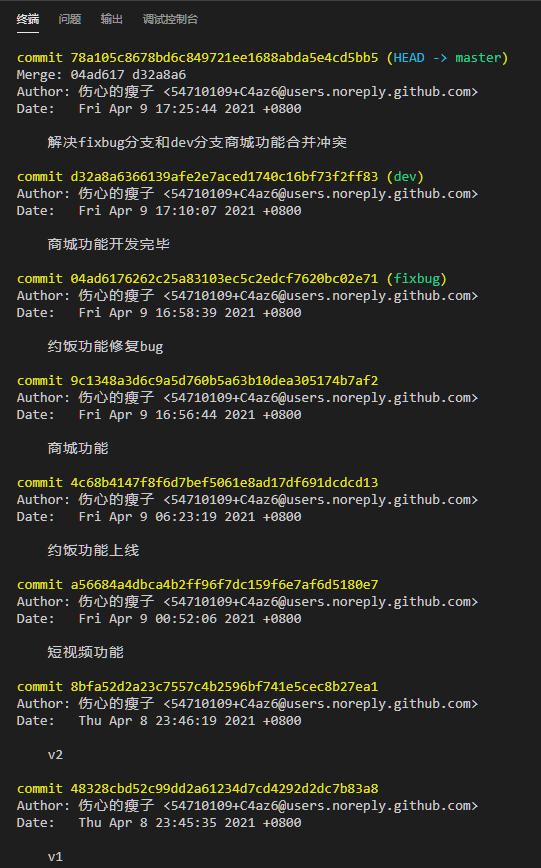 终端 问题 输出 调试控制台
commit 78a105c8678bd6c849721ee1688abda5e4cd5bb5 (HEAD -> master)
Merge: 04ad617 d32a8a6
Author: 伤心的瘦子 <54710109+C4az6@users.noreply.github.com>
Date:   Fri Apr 9 17:25:44 2021 +0800
解决fixbug分支和dev分支商城功能合并冲突
commit d32a8a6366139afe2e7aced1740c16bf73f2ff83 (dev)
Author: 伤心的瘦子 <54710109+C4az6@users.noreply.github.com>
Date:   Fri Apr 9 17:10:07 2021 +0800
商城功能开发完毕
commit 04ad6176262c25a83103ec5c2edcf7620bc02e71 (fixbug)
Author: 伤心的瘦子 <54710109+C4az6@users.noreply.github.com>
Date:   Fri Apr 9 16:58:39 2021 +0800
约饭功能修复bug
commit 9c1348a3d6c9a5d760b5a63b10dea305174b7af2
Author: 伤心的瘦子 <54710109+C4az6@users.noreply.github.com>
Date:   Fri Apr 9 16:56:44 2021 +0800
商城功能
commit 4c68b4147f8f6d7bef5061e8ad17df691dcdcd13
Author: 伤心的瘦子 <54710109+C4az6@users.noreply.github.com>
Date:   Fri Apr 9 06:23:19 2021 +0800
约饭功能上线
commit a56684a4dbca4b2ff96f7dc159f6e7af6d5180e7
Author: 伤心的瘦子 <54710109+C4az6@users.noreply.github.com>
Date:   Fri Apr 9 00:52:06 2021 +0800
短视频功能
commit 8bfa52d2a23c7557c4b2596bf741e5cec8b27ea1
Author: 伤心的瘦子 <54710109+C4az6@users.noreply.github.com>
Date:   Thu Apr 8 23:46:19 2021 +0800
v2
commit 48328cbd52c99dd2a61234d7cd4292d2dc7b83a8
Author: 伤心的瘦子 <54710109+C4az6@users.noreply.github.com>
Date:   Thu Apr 8 23:45:35 2021 +0800
v1